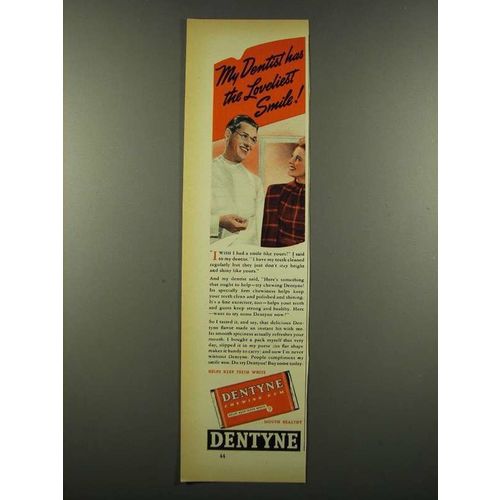 My Dentist has
the Loveliest
Smile!
"I WISH I had a smile like yours!" I said
to my dentist. "I have my teeth cleaned
regularly but they just don't stay bright
and shiny like yours."
And my dentist said, "Here's something
that ought to help—try chewing Dentyne!
Its specially firm chewiness helps keep
your teeth clean and polished and shining.
It's a fine exerciser, too—helps your teeth
and gums keep strong and healthy. Here
—want to try some Dentyne now?"
So I tasted it, and say, that delicious Den-
tyne flavor made an instant hit with me.
Its smooth spiciness actually refreshes your
mouth. I bought a pack myself that very
day, slipped it in my purse (its flat shape
makes it handy to carry) and now I'm never
without Dentyne. People compliment my
smile now. Do try Dentyne! Buy some today.
HELPS KEEP TEETH WHITE
DENTYNE
CHEWING GUM
HELPS KEEP TEETH WHITE
MOUTH HEALTHY
DENTYNE
44